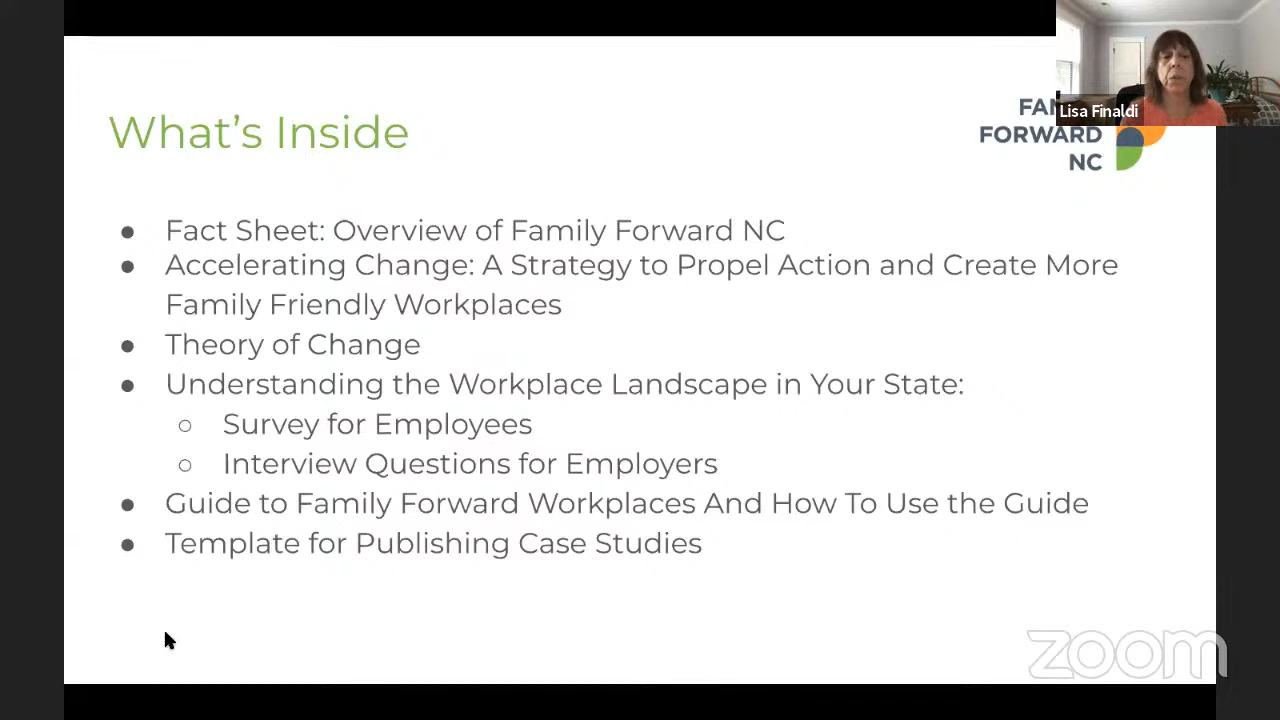 Lisa Finaldi
What's Inside
FA
FORWARD
NC
● Fact Sheet: Overview of Family Forward NC
● Accelerating Change: A Strategy to Propel Action and Create More
Family Friendly Workplaces
● Theory of Change
● Understanding the Workplace Landscape in Your State:
○ Survey for Employees
○ Interview Questions for Employers
● Guide to Family Forward Workplaces And How To Use the Guide
● Template for Publishing Case Studies
zoom